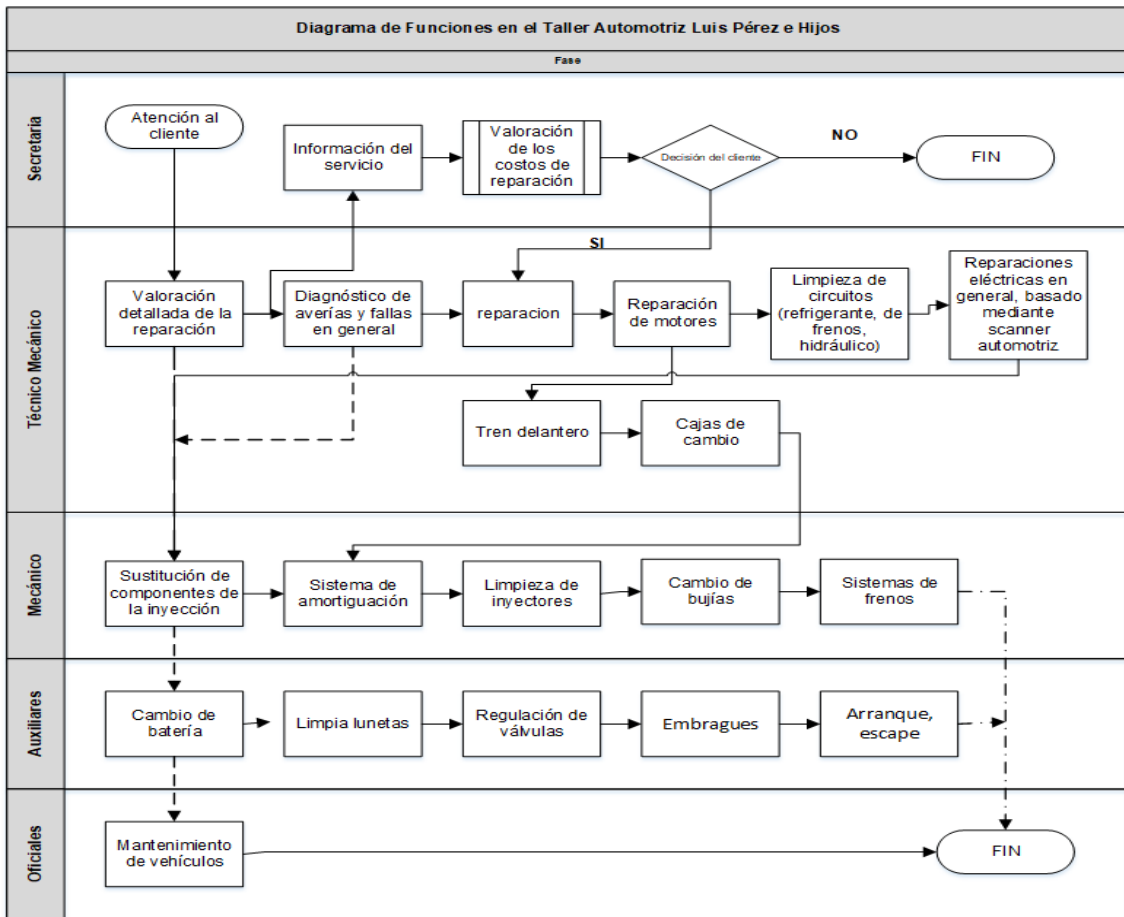 Diagrama de Funciones en el Taller Automotriz Luis Pérez e Hijos
Fase
Secretaria
Atención al
cliente
Información del
servicio
Valoración
de los
costos de
reparación
Decisión del cliente
NO
FIN
Técnico Mecánico
SI
Valoración
detallada de la
reparación
Diagnóstico de
averías y fallas
en general
reparacion
Reparación
de motores
Limpieza de
circuitos
(refrigerante, de
frenos,
hidráulico)
Reparaciones
eléctricas en
general, basado
mediante
scanner
automotriz
Tren delantero
Cajas de
cambio
Mecánico
Sustitución de
componentes de
la inyección
Sistema de
amortiguación
Limpieza de
inyectores
Cambio de
bujías
Sistemas de
frenos
Auxiliares
Cambio de
batería
Limpia lunetas
Regulación de
válvulas
Embragues
Arranque,
escape
Oficiales
Mantenimiento
de vehículos
FIN